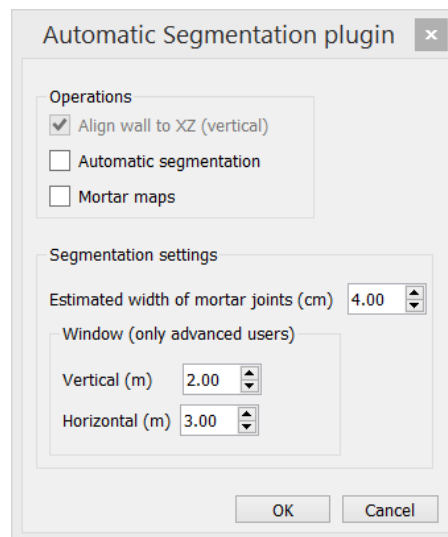 Automatic Segmentation plugin
Operations
Align wall to XZ (vertical)
Automatic segmentation
Mortar maps
Segmentation settings
Estimated width of mortar joints (cm) 4.00
Window (only advanced users)
Vertical (m) 2.00
Horizontal (m) 3.00
OK Cancel